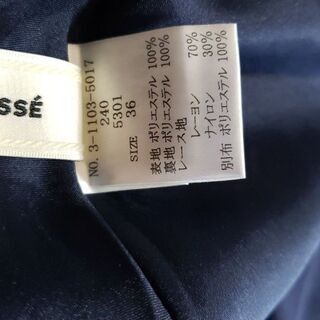 SSÉ
NO. 3-1103-5017
240
5301
SIZE 36
表地 ポリエステル 100%
裏地 ポリエステル 100%
レース地
レーヨン 70%
ナイロン 30%
別布 ポリエステル 100%